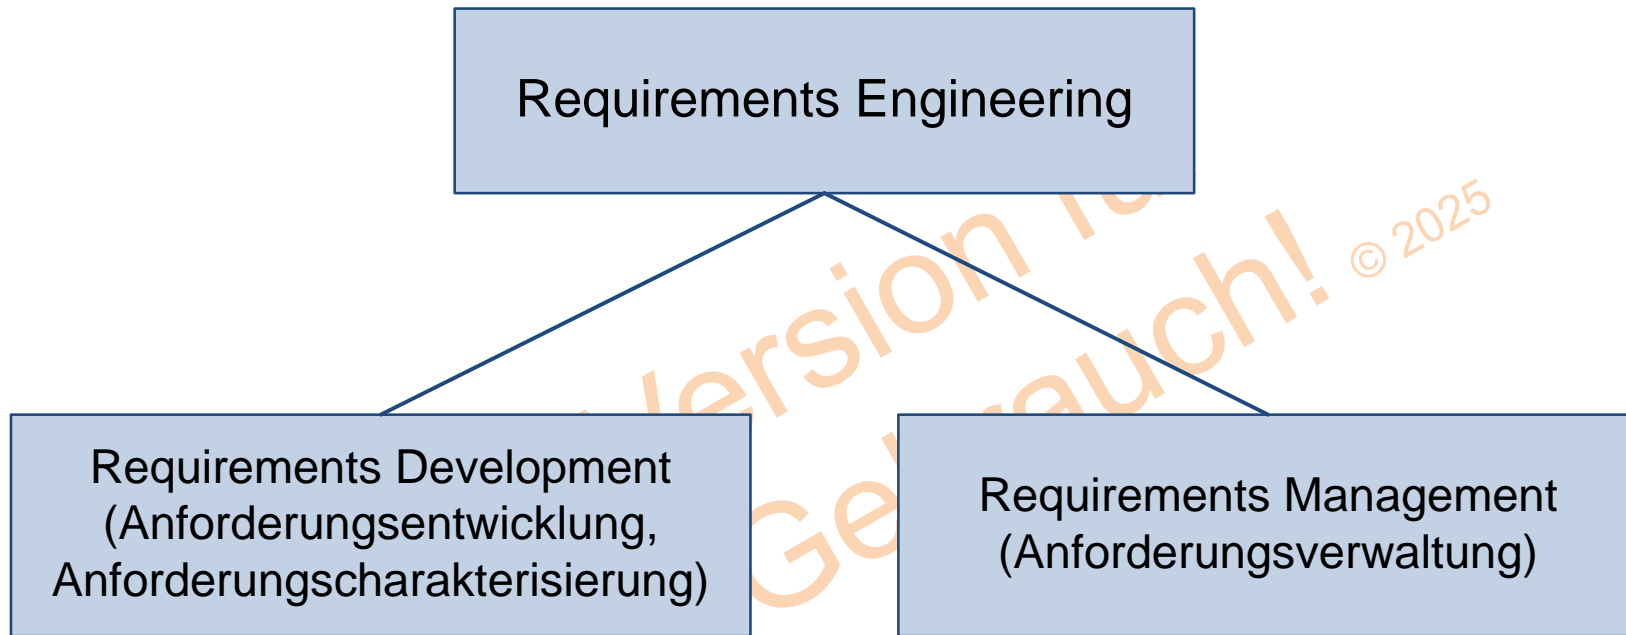 Requirements Engineering
© 2025
Requirements Development
(Anforderungsentwicklung,
Anforderungscharakterisierung)
Requirements Management
(Anforderungsverwaltung)